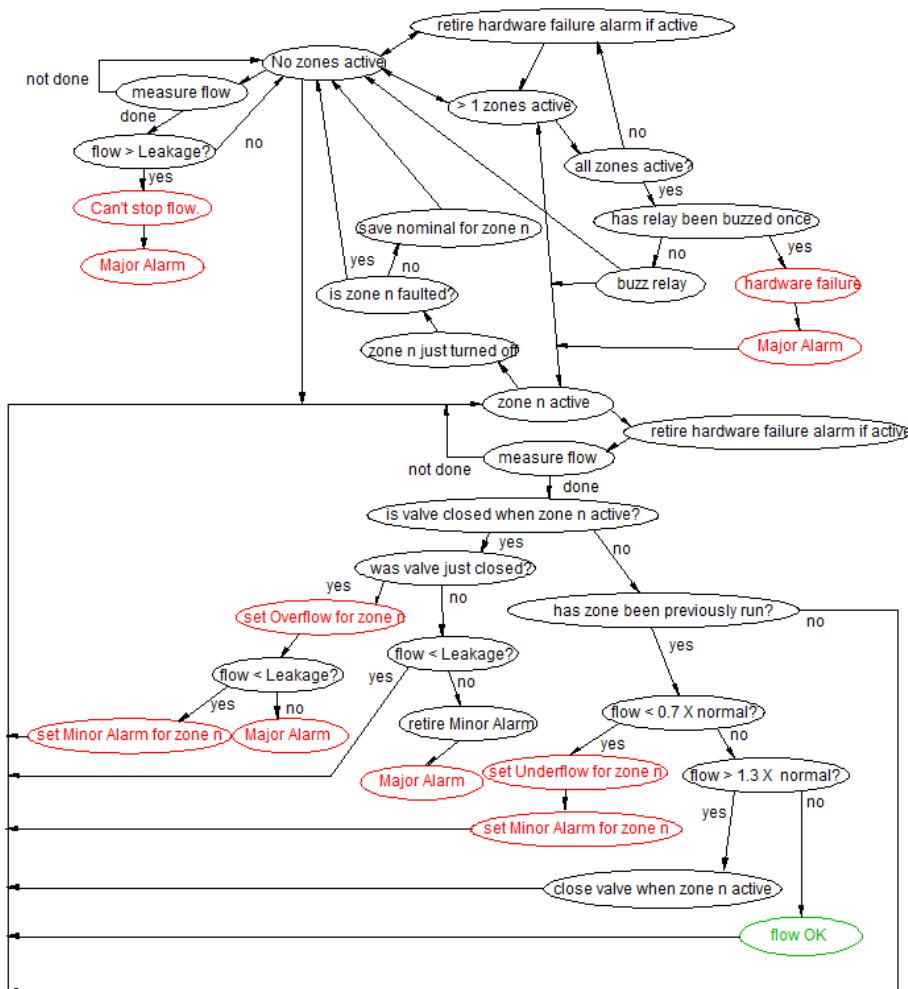 retire hardware failure alarm if active
No zones active
not done
measure flow
> 1 zones active
done
no
no
flow > Leakage?
all zones active?
yes
yes
Can't stop flow.
has relay been buzzed once
save nominal for zone n
yes
no
yes
no
Major Alarm
is zone n faulted?
buzz relay
hardware failure
zone n just turned off
Major Alarm
zone n active
retire hardware failure alarm if active
measure flow
not done
done
is valve closed when zone n active?
yes
no
was valve just closed?
yes
no
set Overflow for zone n
has zone been previously run?
no
flow < Leakage?
yes
yes
flow < Leakage?
no
yes
no
retire Minor Alarm
flow < 0.7 X normal?
set Minor Alarm for zone n
Major Alarm
yes
no
Major Alarm
set Underflow for zone n
flow > 1.3 X normal?
yes
no
set Minor Alarm for zone n
close valve when zone n active
flow OK